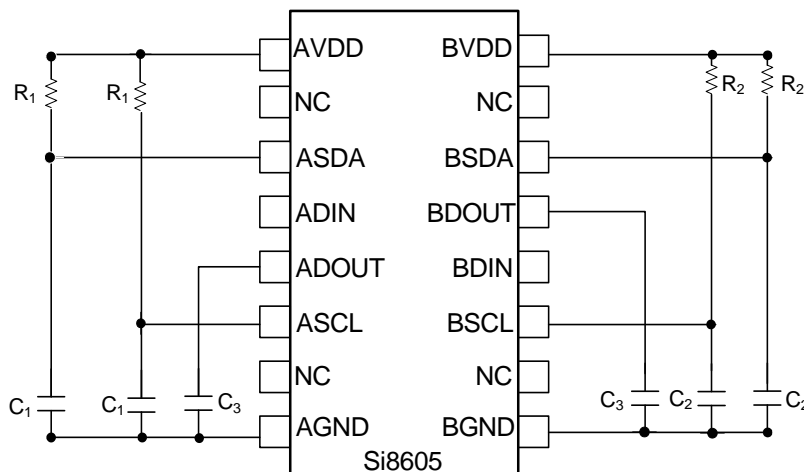 AVDD
BVDD
R1
R1
R2
R2
NC
NC
ASDA
BSDA
ADIN
BDOUT
ADOUT
BDIN
ASCL
BSCL
NC
NC
C1
C1
C3
C3
C2
C2
AGND
BGND
Si8605